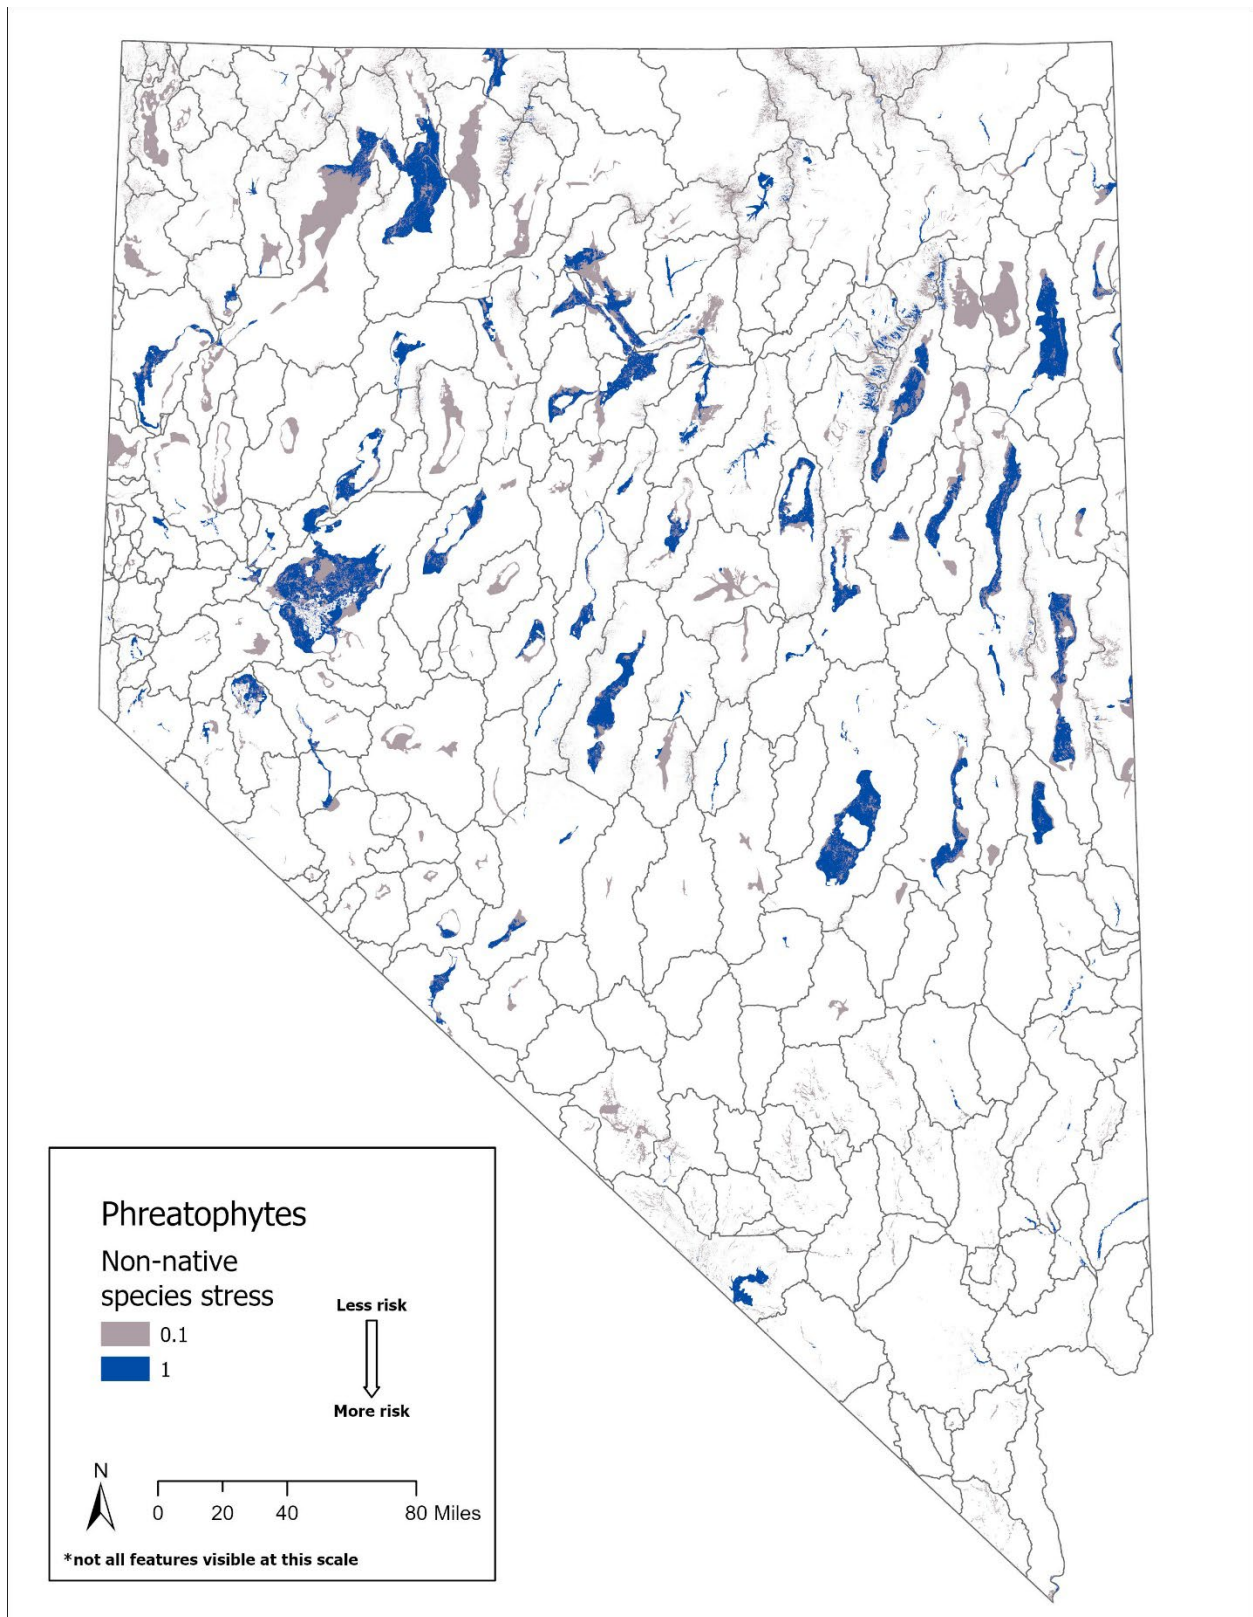 Phreatophytes
Non-native
species stress
0.1
1
Less risk
More risk
N
0 20 40 80 Miles
*not all features visible at this scale